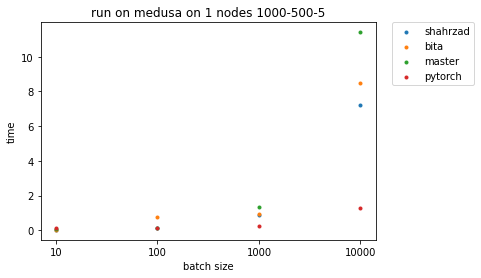 run on medusa on 1 nodes 1000-500-5
shahrzad
bita
master
pytorch
10
8
6
4
2
0
time
10
100
1000
10000
batch size